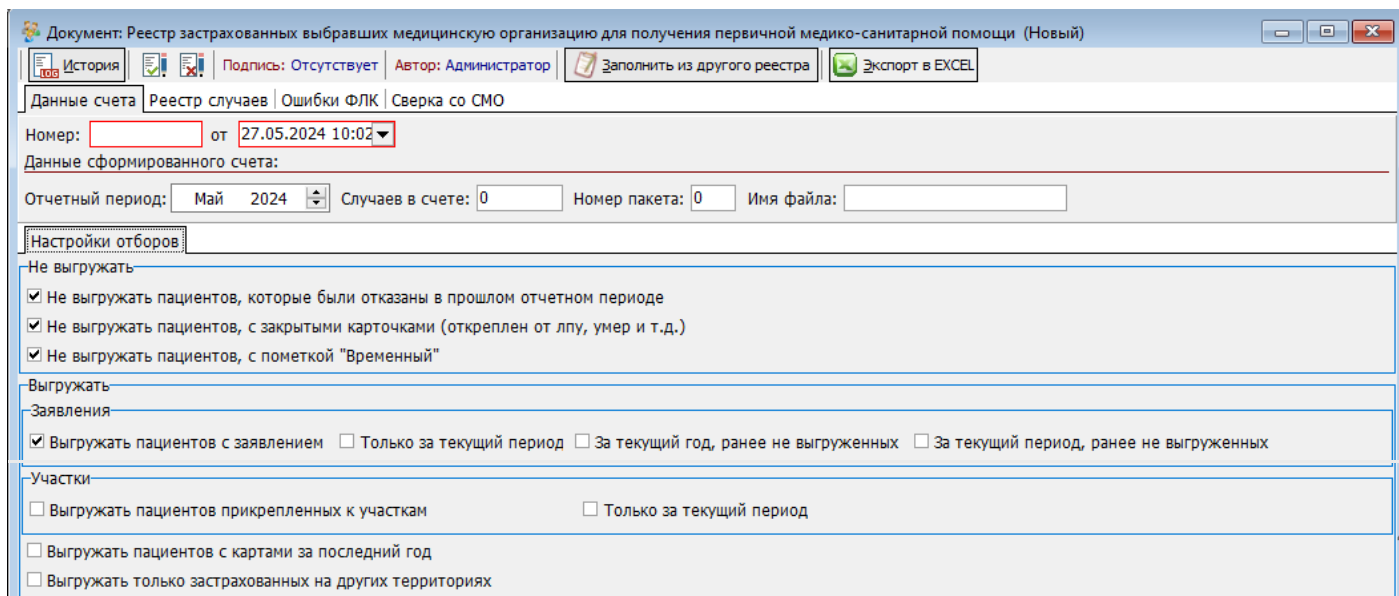 Документ: Реестр застрахованных выбравших медицинскую организацию для получения первичной медико-санитарной помощи (Новый)
LOG История Подпись: Отсутствует Автор: Администратор Заполнить из другого реестра Экспорт в EXCEL
Данные счета Реестр случаев Ошибки ФЛК Сверка со СМО
Номер: от 27.05.2024 10:02
Данные сформированного счета:
Отчетный период: Май 2024 Случаев в счете: 0 Номер пакета: 0 Имя файла:
Настройки отборов
Не выгружать
Не выгружать пациентов, которые были отказаны в прошлом отчетном периоде
Не выгружать пациентов, с закрытыми карточками (откреплен от лпу, умер и т.д.)
Не выгружать пациентов, с пометкой "Временный"
Выгружать
Заявления
Выгружать пациентов с заявлением Только за текущий период За текущий год, ранее не выгруженных За текущий период, ранее не выгруженных
Участки
Выгружать пациентов прикрепленных к участкам Только за текущий период
Выгружать пациентов с картами за последний год
Выгружать только застрахованных на других территориях